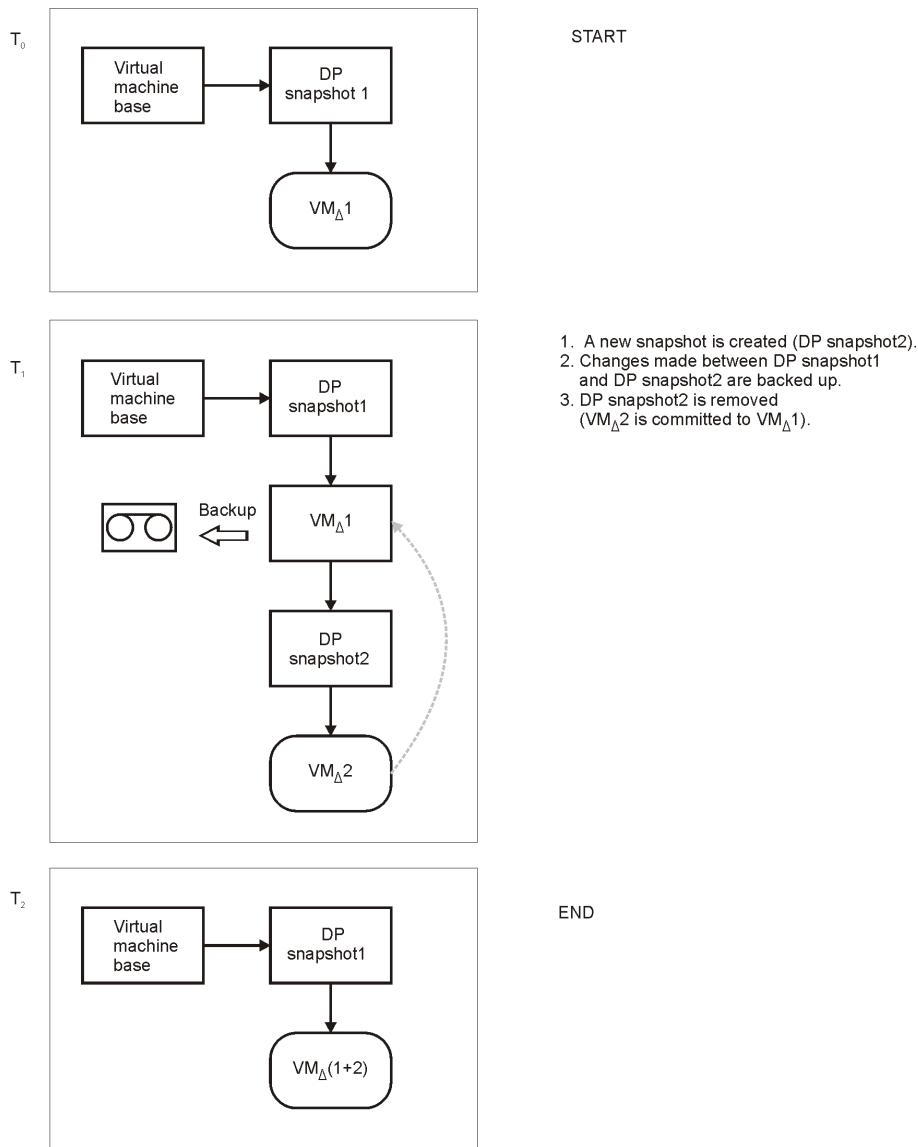 T0
START
Virtual
machine
base
DP
snapshot 1
VMΔ1
T1
1. A new snapshot is created (DP snapshot2).
2. Changes made between DP snapshot1
and DP snapshot2 are backed up.
3. DP snapshot2 is removed
(VMΔ2 is committed to VMΔ1).
Virtual
machine
base
DP
snapshot1
Backup
VMΔ1
DP
snapshot2
VMΔ2
T2
END
Virtual
machine
base
DP
snapshot1
VMΔ(1+2)